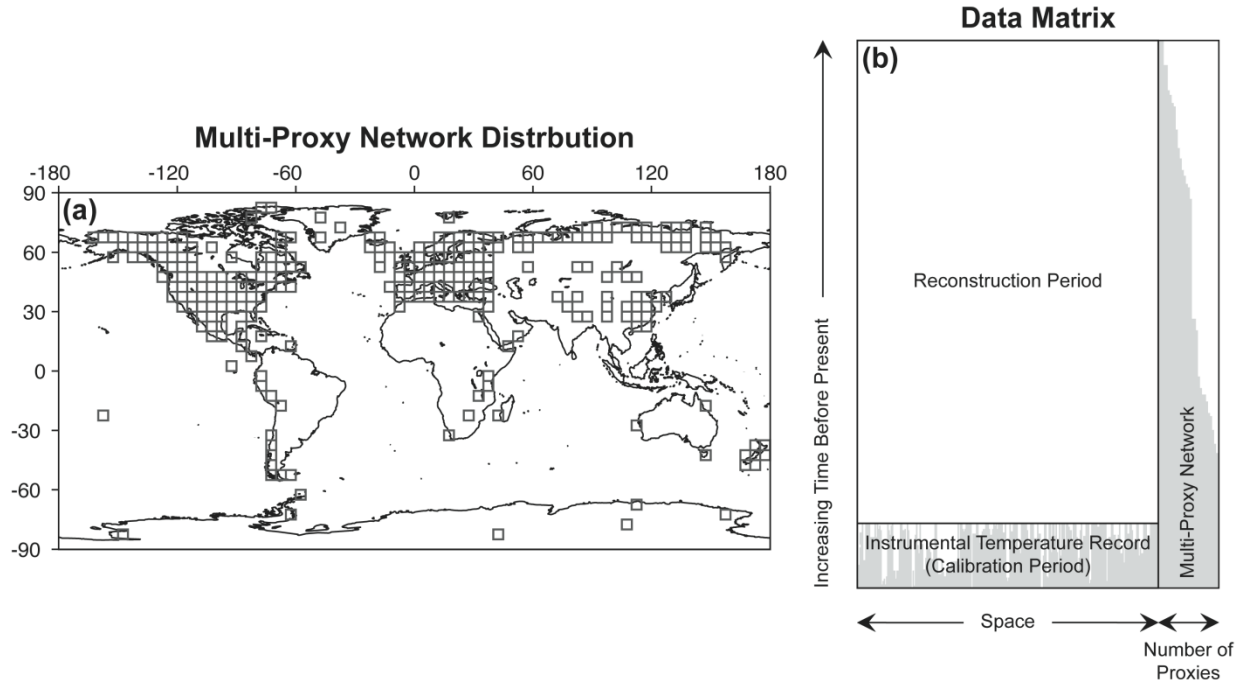 Multi-Proxy Network Distrbution
-180 -120 -60 0 60 120 180
90
60
30
0
-30
-60
-90
(a)
Data Matrix
(b)
Increasing Time Before Present
Reconstruction Period
Instrumental Temperature Record
(Calibration Period)
Multi-Proxy Network
Space
Number of
Proxies